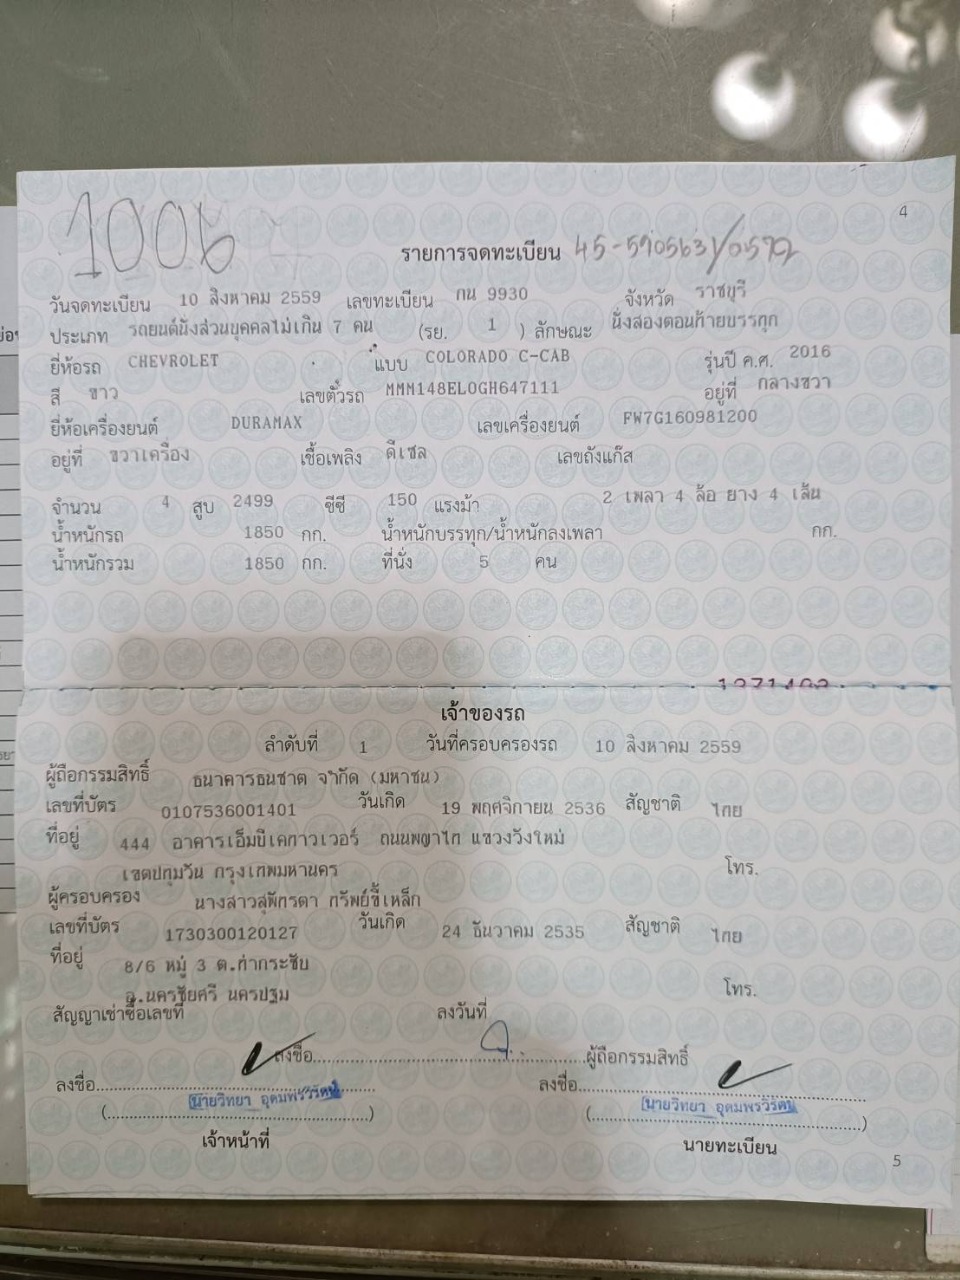 4
1006
รายการจดทะเบียน 45-590563/0572
วันจดทะเบียน 10 สิงหาคม 2559 เลขทะเบียน กน 9930 จังหวัด ราชบุรี
ประเภท รถยนต์นั่งส่วนบุคคลไม่เกิน 7 คน (รย. 1 ) ลักษณะ นั่งสองตอนท้ายบรรทุก
ยี่ห้อรถ CHEVROLET แบบ COLORADO C-CAB รุ่นปี ค.ศ. 2016
สี ขาว เลขตัวรถ MMM148EL0GH647111 อยู่ที่ กลางขวา
ยี่ห้อเครื่องยนต์ DURAMAX เลขเครื่องยนต์ FW7G160981200
อยู่ที่ ขวาเครื่อง เชื้อเพลิง ดีเซล เลขถังแก๊ส
จำนวน 4 สูบ 2499 ซีซี 150 แรงม้า 2 เพลา 4 ล้อ ยาง 4 เส้น
น้ำหนักรถ 1850 กก. น้ำหนักบรรทุก/น้ำหนักลงเพลา กก.
น้ำหนักรวม 1850 กก. ที่นั่ง 5 คน
เจ้าของรถ
ลำดับที่ 1 วันที่ครอบครองรถ 10 สิงหาคม 2559
ผู้ถือกรรมสิทธิ์ ธนาคารธนชาต จำกัด (มหาชน)
เลขที่บัตร 0107536001401 วันเกิด 19 พฤศจิกายน 2536 สัญชาติ ไทย
ที่อยู่ 444 อาคารเอ็มบีเคทาวเวอร์ ถนนพญาไท แขวงวังใหม่
เขตปทุมวัน กรุงเทพมหานคร โทร.
ผู้ครอบครอง นางสาวสุพัทรตา ทรัพย์ขี้เหล็ก
เลขที่บัตร 1730300120127 วันเกิด 24 ธันวาคม 2535 สัญชาติ ไทย
ที่อยู่ 8/6 หมู่ 3 ต.ท่ากระชับ
อ.นครชัยศรี นครปฐม โทร.
สัญญาเช่าซื้อเลขที่ ลงวันที่
ลงชื่อ...ผู้ถือกรรมสิทธิ์
ลงชื่อ... ลงชื่อ...
(นายวิทยา อุดมพรวิรัตน์) (นายวิทยา อุดมพรวิรัตน์)
เจ้าหน้าที่ นายทะเบียน
5